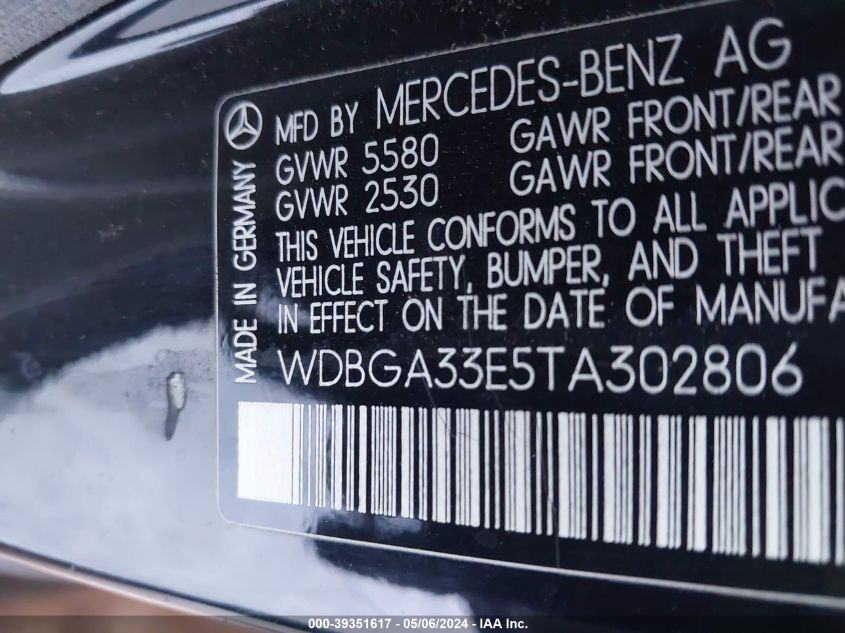 MFD BY MERCEDES-BENZ AG
GVWR 5580 GAWR FRONT/REAR
GVWR 2530 GAWR FRONT/REAR
THIS VEHICLE CONFORMS TO ALL APPLIC
VEHICLE SAFETY, BUMPER, AND THEFT
IN EFFECT ON THE DATE OF MANUFA
WDBGA33E5TA302806
MADE IN GERMANY
000-39351617 - 05/06/2024 - IAA Inc.